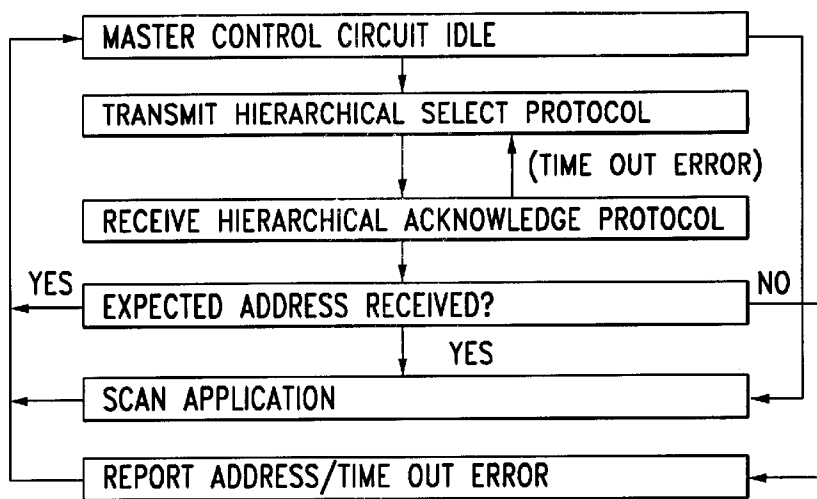 MASTER CONTROL CIRCUIT IDLE
TRANSMIT HIERARCHICAL SELECT PROTOCOL
(TIME OUT ERROR)
RECEIVE HIERARCHICAL ACKNOWLEDGE PROTOCOL
YES
EXPECTED ADDRESS RECEIVED?
NO
YES
SCAN APPLICATION
REPORT ADDRESS/TIME OUT ERROR